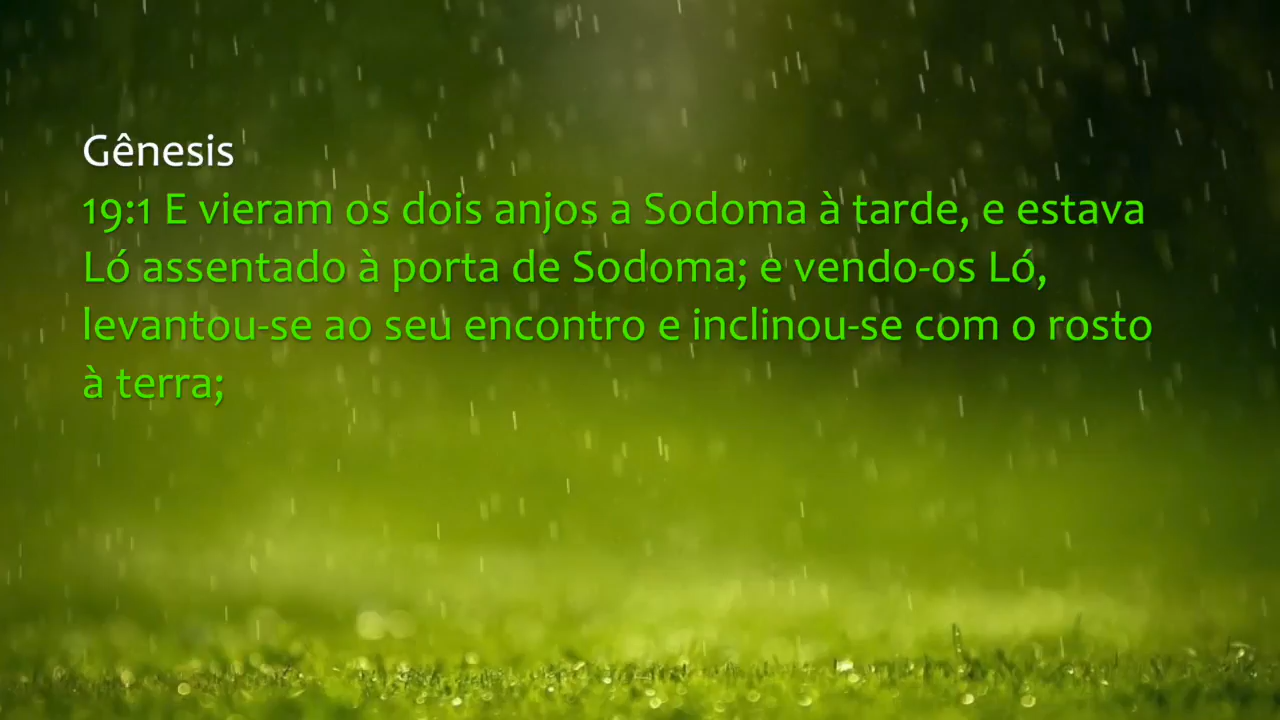 Gênesis
19:1 E vieram os dois anjos a Sodoma à tarde, e estava
Ló assentado à porta de Sodoma; e vendo-os Ló,
levantou-se ao seu encontro e inclinou-se com o rosto
à terra;